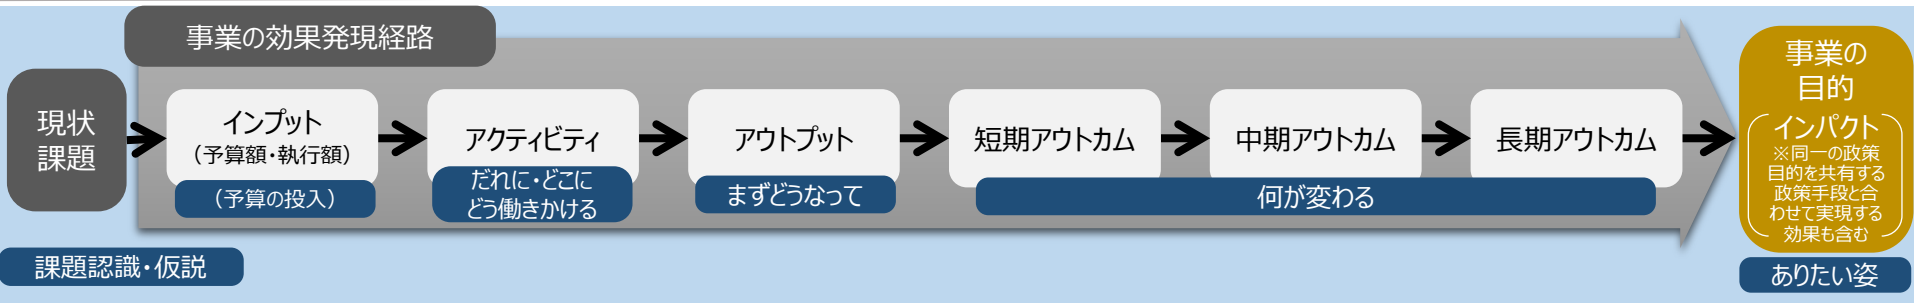 事業の効果発現経路
現状
課題
インプット
（予算額・執行額）
（予算の投入）
アクティビティ
だれに・どこに
どう働きかける
アウトプット
まずどうなって
短期アウトカム
中期アウトカム
長期アウトカム
何が変わる
事業の
目的
インパクト
※同一の政策
目的を共有する
政策手段と合
わせて実現する
効果も含む
課題認識・仮説
ありたい姿